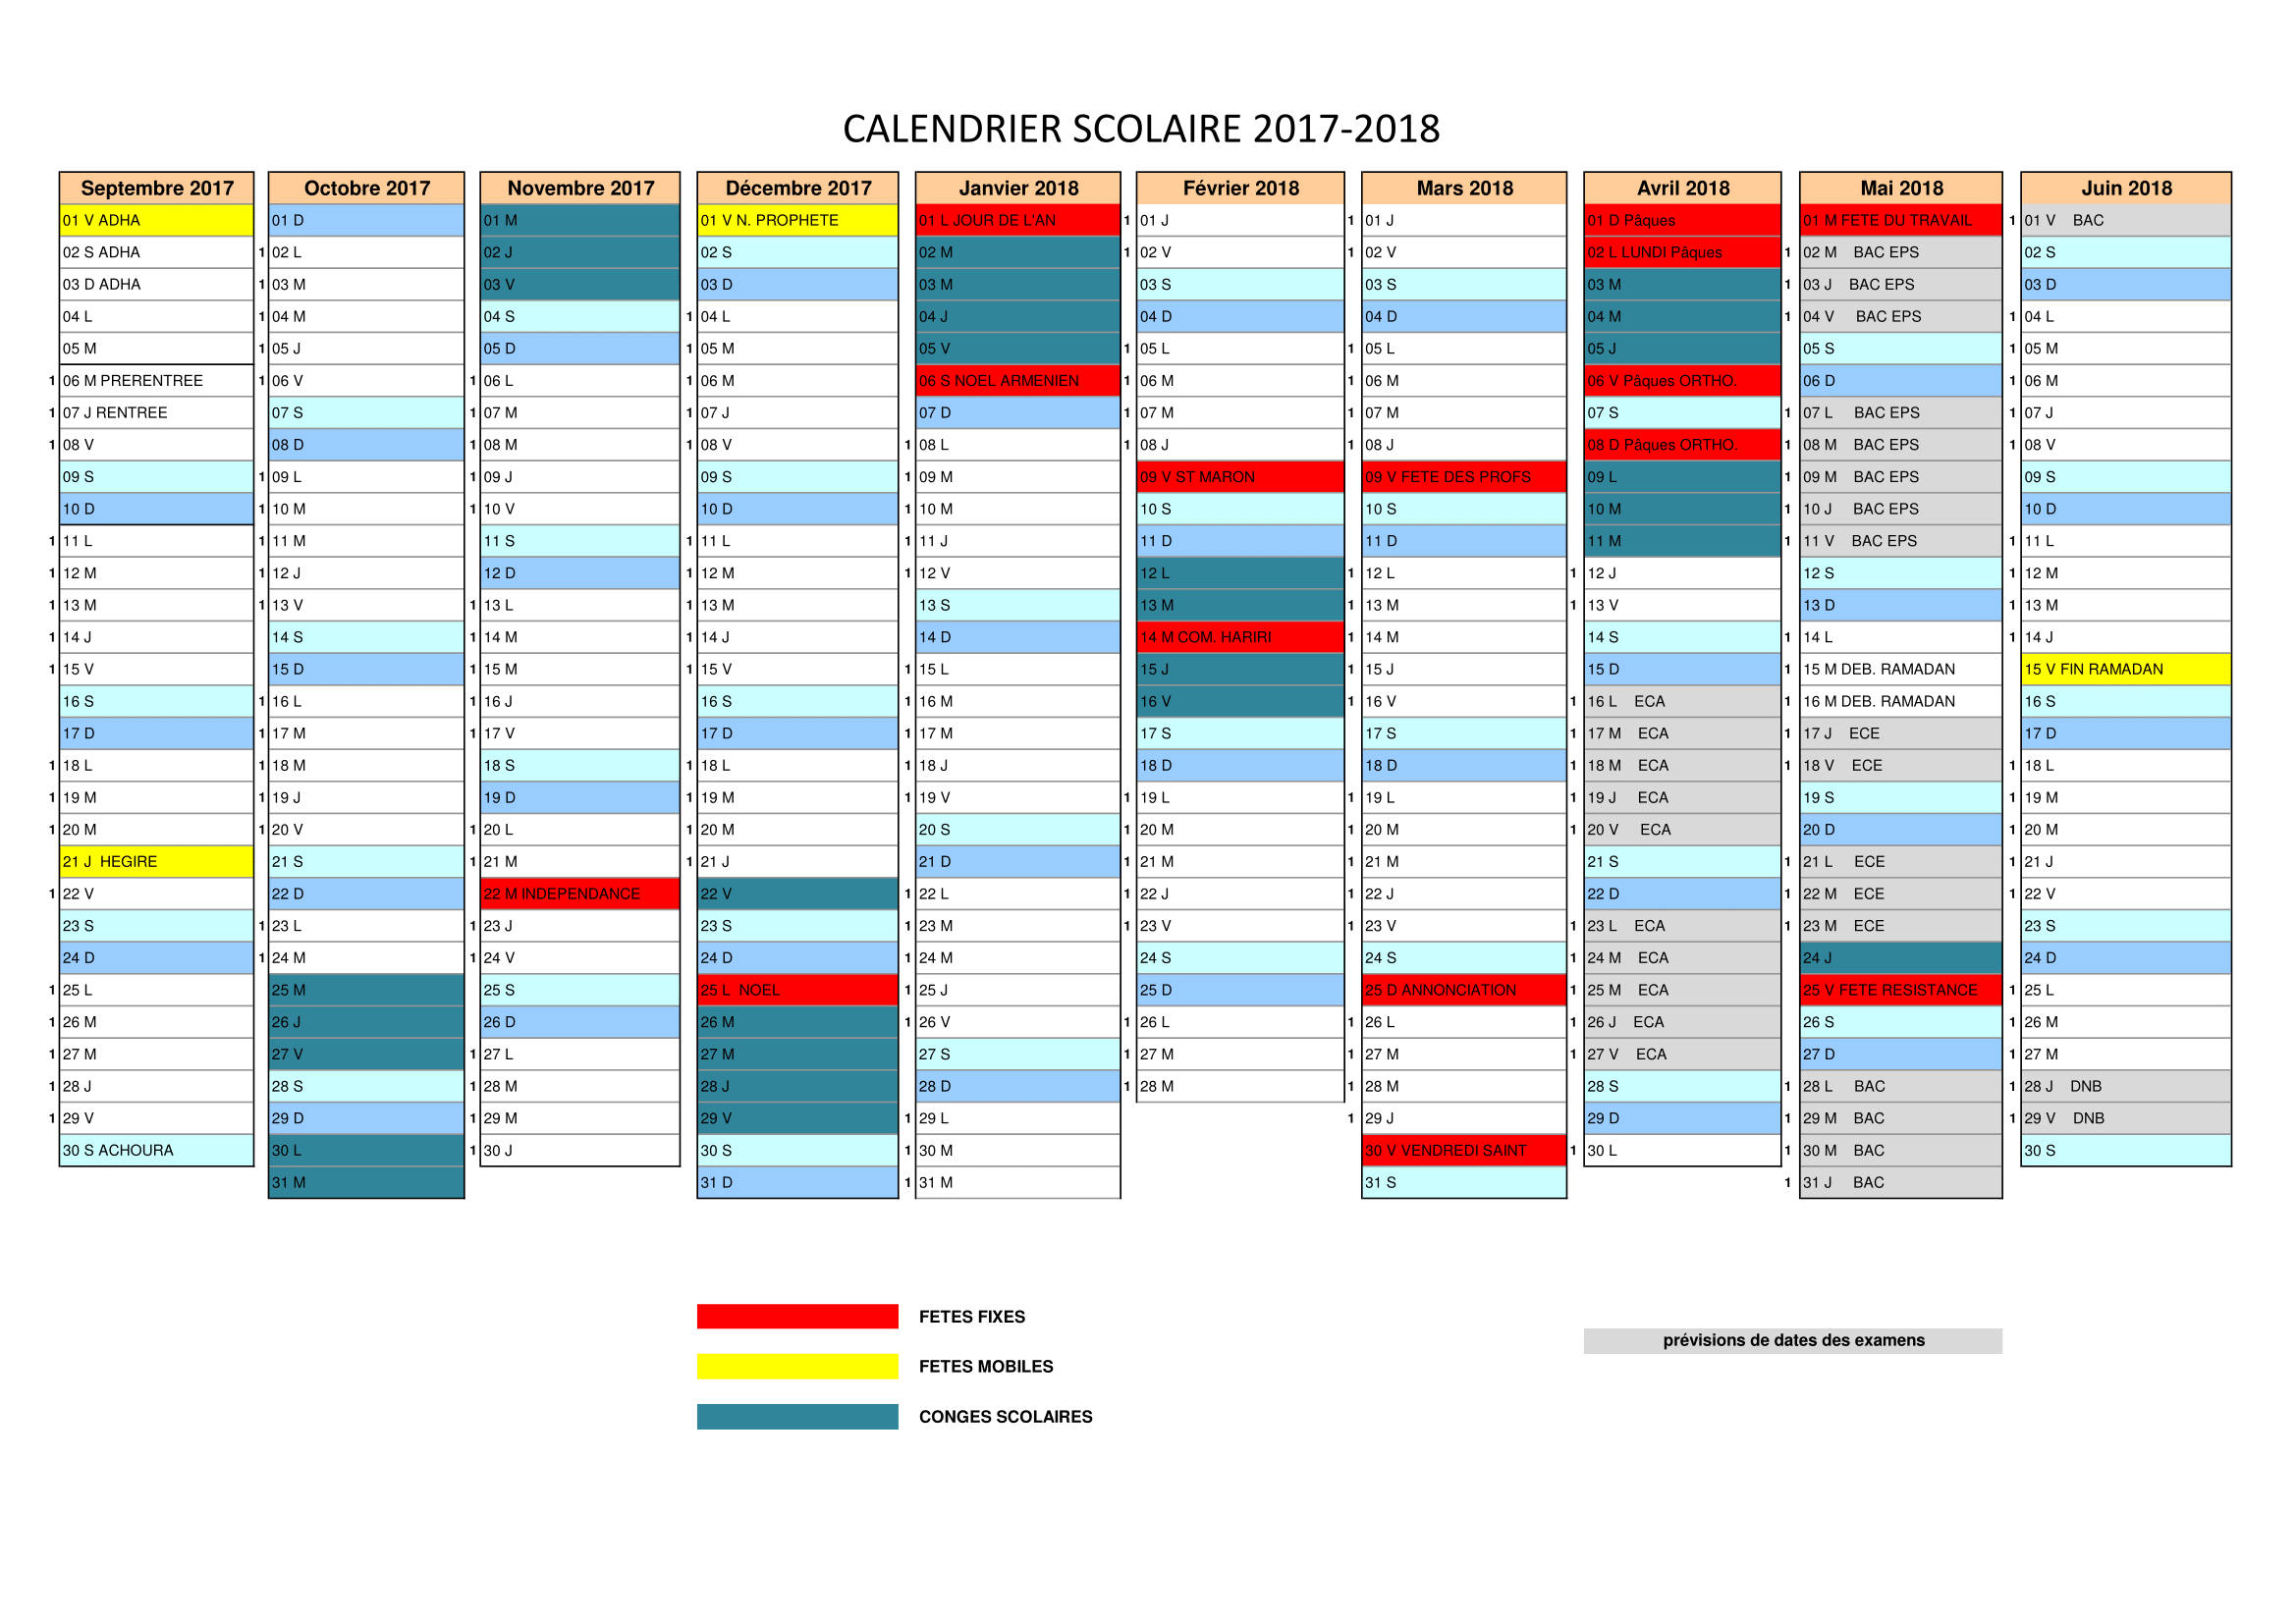 CALENDRIER SCOLAIRE 2017-2018
Septembre 2017
01 V ADHA
02 S ADHA
03 D ADHA
04 L
05 M
1 06 M PRERENTREE
1 07 J RENTREE
1 08 V
09 S
10 D
1 11 L
1 12 M
1 13 M
1 14 J
1 15 V
16 S
17 D
1 18 L
1 19 M
1 20 M
21 J HEGIRE
1 22 V
23 S
24 D
1 25 L
1 26 M
1 27 M
1 28 J
1 29 V
30 S ACHOURA
Octobre 2017
01 D
1 02 L
1 03 M
1 04 M
1 05 J
1 06 V
07 S
08 D
1 09 L
1 10 M
1 11 M
1 12 J
1 13 V
14 S
15 D
1 16 L
1 17 M
1 18 M
1 19 J
1 20 V
21 S
22 D
1 23 L
1 24 M
25 M
26 J
27 V
28 S
29 D
30 L
31 M
Novembre 2017
01 M
02 J
03 V
04 S
05 D
1 06 L
1 07 M
1 08 M
1 09 J
1 10 V
11 S
12 D
1 13 L
1 14 M
1 15 M
1 16 J
1 17 V
18 S
19 D
1 20 L
1 21 M
22 M INDEPENDANCE
1 23 J
1 24 V
25 S
26 D
1 27 L
1 28 M
1 29 M
1 30 J
Décembre 2017
01 V N. PROPHETE
02 S
03 D
1 04 L
1 05 M
1 06 M
1 07 J
1 08 V
09 S
10 D
1 11 L
1 12 M
1 13 M
1 14 J
1 15 V
16 S
17 D
1 18 L
1 19 M
1 20 M
1 21 J
22 V
23 S
24 D
25 L NOEL
26 M
27 M
28 J
29 V
30 S
31 D
Janvier 2018
01 L JOUR DE L'AN
02 M
03 M
04 J
05 V
06 S NOEL ARMENIEN
07 D
1 08 L
1 09 M
1 10 M
1 11 J
1 12 V
13 S
14 D
1 15 L
1 16 M
1 17 M
1 18 J
1 19 V
20 S
21 D
1 22 L
1 23 M
1 24 M
1 25 J
1 26 V
27 S
28 D
1 29 L
1 30 M
1 31 M
Février 2018
1 01 J
1 02 V
03 S
04 D
1 05 L
1 06 M
1 07 M
1 08 J
09 V ST MARON
10 S
11 D
12 L
13 M
14 M COM. HARIRI
15 J
16 V
17 S
18 D
1 19 L
1 20 M
1 21 M
1 22 J
1 23 V
24 S
25 D
1 26 L
1 27 M
1 28 M
Mars 2018
1 01 J
1 02 V
03 S
04 D
1 05 L
1 06 M
1 07 M
1 08 J
09 V FETE DES PROFS
10 S
11 D
1 12 L
1 13 M
1 14 M
1 15 J
1 16 V
17 S
18 D
1 19 L
1 20 M
1 21 M
1 22 J
1 23 V
24 S
25 D ANNONCIATION
1 26 L
1 27 M
1 28 M
1 29 J
30 V VENDREDI SAINT
31 S
Avril 2018
01 D Pâques
02 L LUNDI Pâques
03 M
04 M
05 J
06 V Pâques ORTHO.
07 S
08 D Pâques ORTHO.
09 L
10 M
11 M
1 12 J
1 13 V
14 S
15 D
1 16 L ECA
1 17 M ECA
1 18 M ECA
1 19 J ECA
1 20 V ECA
21 S
22 D
1 23 L ECA
1 24 M ECA
1 25 M ECA
1 26 J ECA
1 27 V ECA
28 S
29 D
1 30 L
Mai 2018
01 M FETE DU TRAVAIL
1 02 M BAC EPS
1 03 J BAC EPS
1 04 V BAC EPS
05 S
06 D
1 07 L BAC EPS
1 08 M BAC EPS
1 09 M BAC EPS
1 10 J BAC EPS
1 11 V BAC EPS
12 S
13 D
1 14 L
1 15 M DEB. RAMADAN
1 16 M DEB. RAMADAN
1 17 J ECE
1 18 V ECE
19 S
20 D
1 21 L ECE
1 22 M ECE
1 23 M ECE
24 J
25 V FETE RESISTANCE
26 S
27 D
1 28 L BAC
1 29 M BAC
1 30 M BAC
1 31 J BAC
Juin 2018
1 01 V BAC
02 S
03 D
1 04 L
1 05 M
1 06 M
1 07 J
1 08 V
09 S
10 D
1 11 L
1 12 M
1 13 M
1 14 J
15 V FIN RAMADAN
16 S
17 D
1 18 L
1 19 M
1 20 M
1 21 J
1 22 V
23 S
24 D
1 25 L
1 26 M
1 27 M
1 28 J DNB
1 29 V DNB
30 S
FETES FIXES
FETES MOBILES
CONGES SCOLAIRES
prévisions de dates des examens